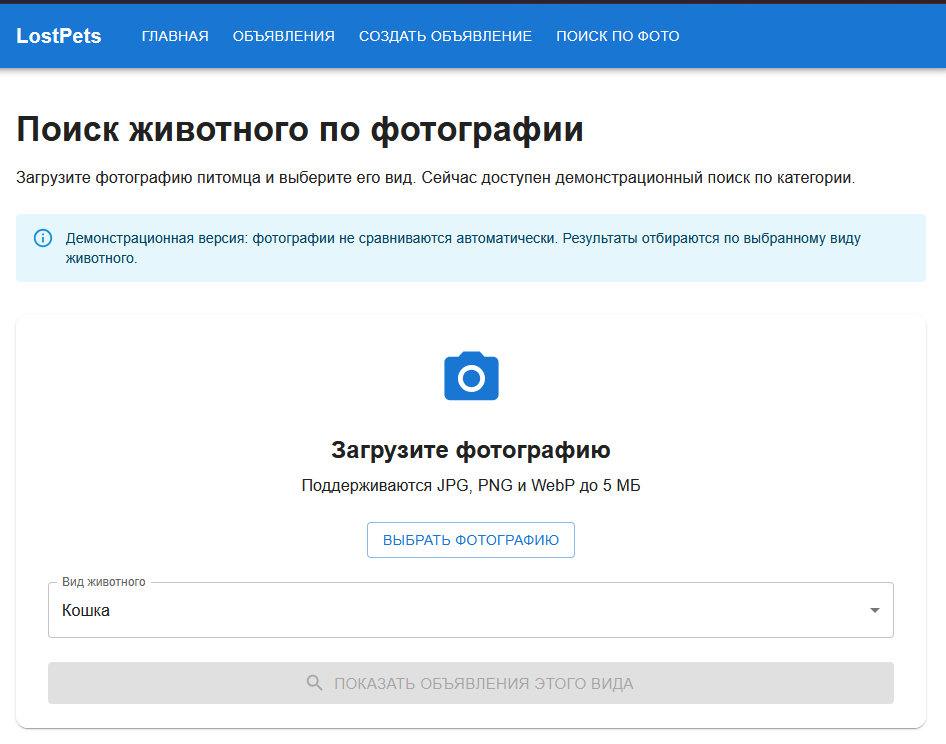 LostPets ГЛАВНАЯ ОБЪЯВЛЕНИЯ СОЗДАТЬ ОБЪЯВЛЕНИЕ ПОИСК ПО ФОТО
Поиск животного по фотографии
Загрузите фотографию питомца и выберите его вид. Сейчас доступен демонстрационный поиск по категории.
Демонстрационная версия: фотографии не сравниваются автоматически. Результаты отбираются по выбранному виду
животного.
Загрузите фотографию
Поддерживаются JPG, PNG и WebP до 5 МБ
ВЫБРАТЬ ФОТОГРАФИЮ
Вид животного
Кошка
ПОКАЗАТЬ ОБЪЯВЛЕНИЯ ЭТОГО ВИДА